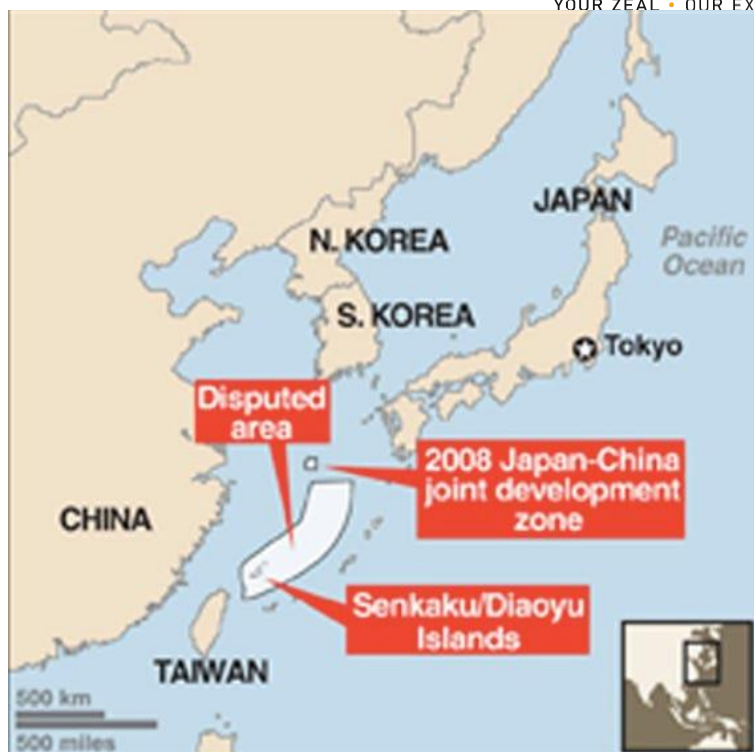 YOUR ZEAL • OUR EX
JAPAN
Pacific
Ocean
N. KOREA
S. KOREA
Tokyo
Disputed
area
2008 Japan-China
joint development
zone
CHINA
Senkaku/Diaoyu
Islands
TAIWAN
500 km
500 miles